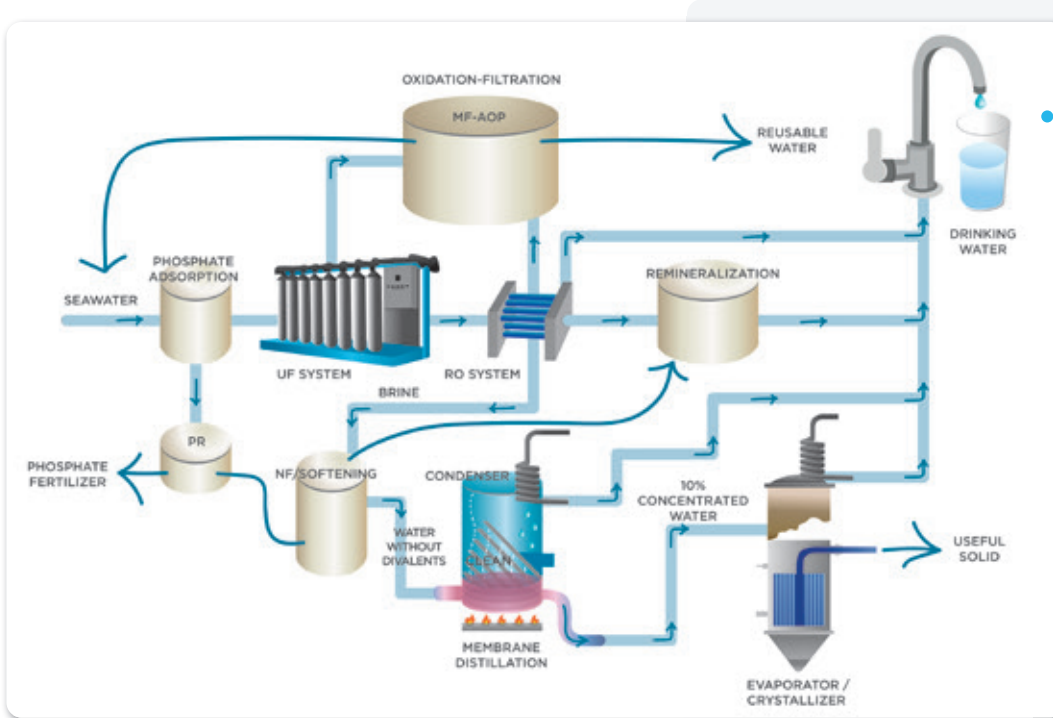 OXIDATION-FILTRATION
MF-AOP
REUSABLE
WATER
DRINKING
WATER
PHOSPHATE
ADSORPTION
SEAWATER
REMINERALIZATION
UF SYSTEM
RO SYSTEM
BRINE
PR
PHOSPHATE
FERTILIZER
NF/SOFTENING
CONDENSER
10%
CONCENTRATED
WATER
WATER
WITHOUT
DIVALENTS
CLEAN
USEFUL
SOLID
MEMBRANE
DISTILLATION
EVAPORATOR /
CRYSTALLIZER